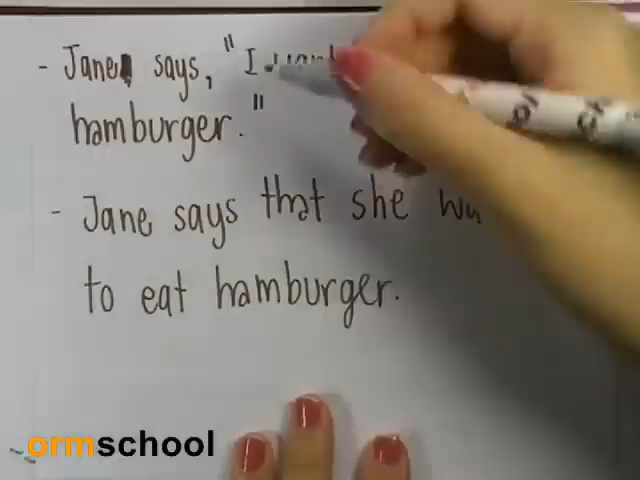 - Jane says, " I
hamburger. "
- Jane says that she
to eat hamburger.
ormschool